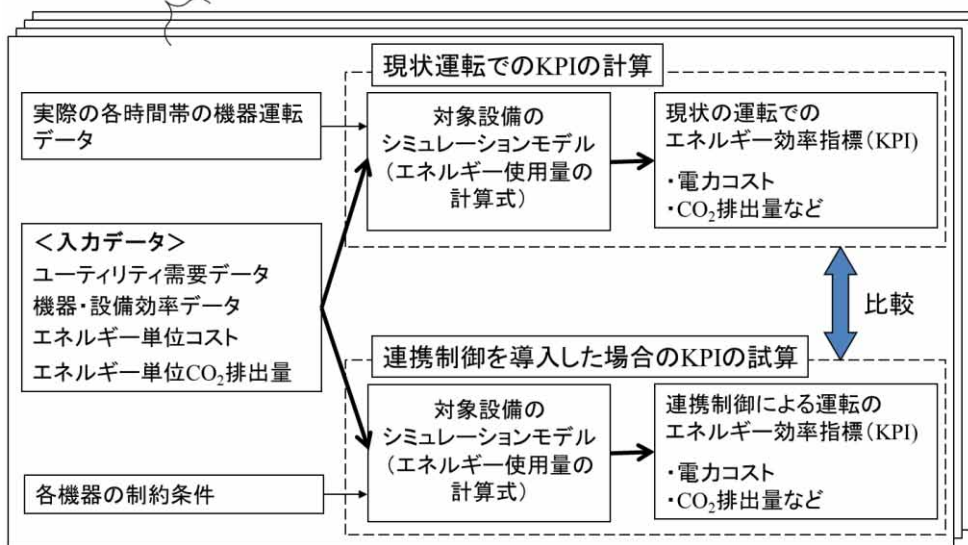 現状運転でのKPIの計算
実際の各時間帯の機器運転
データ
対象設備の
シミュレーションモデル
(エネルギー使用量の
計算式)
現状の運転での
エネルギー効率指標(KPI)
・電力コスト
・CO₂排出量など
＜入力データ＞
ユーティリティ需要データ
機器・設備効率データ
エネルギー単位コスト
エネルギー単位CO₂排出量
比較
連携制御を導入した場合のKPIの試算
対象設備の
シミュレーションモデル
(エネルギー使用量の
計算式)
連携制御による運転の
エネルギー効率指標(KPI)
・電力コスト
・CO₂排出量など
各機器の制約条件